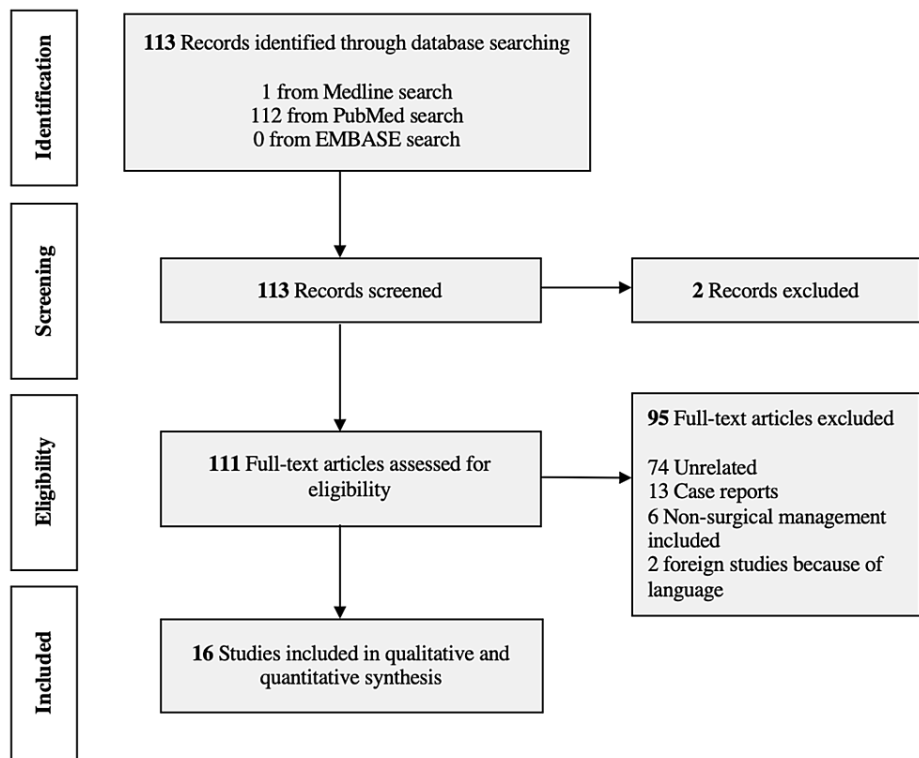 Identification
113 Records identified through database searching
1 from Medline search
112 from PubMed search
0 from EMBASE search
Screening
113 Records screened
2 Records excluded
Eligibility
111 Full-text articles assessed for
eligibility
95 Full-text articles excluded
74 Unrelated
13 Case reports
6 Non-surgical management
included
2 foreign studies because of
language
Included
16 Studies included in qualitative and
quantitative synthesis